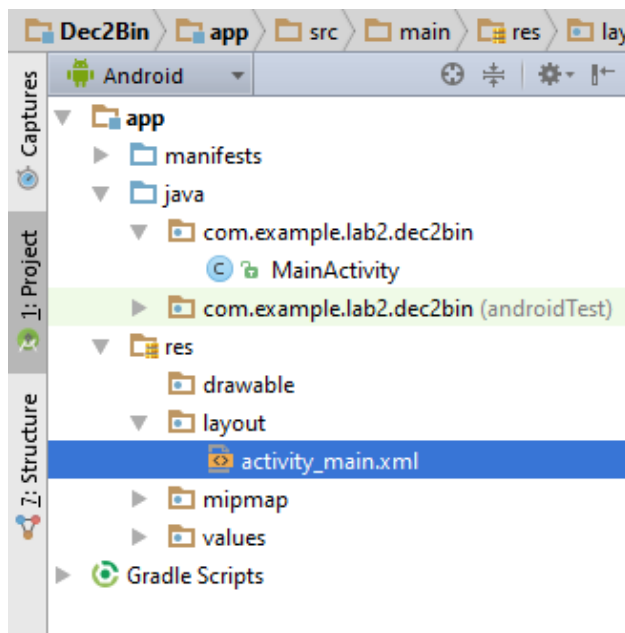 Dec2Bin app src main res lay
Captures
1: Project
7: Structure
Android
app
manifests
java
com.example.lab2.dec2bin
C MainActivity
com.example.lab2.dec2bin (androidTest)
res
drawable
layout
activity_main.xml
mipmap
values
Gradle Scripts